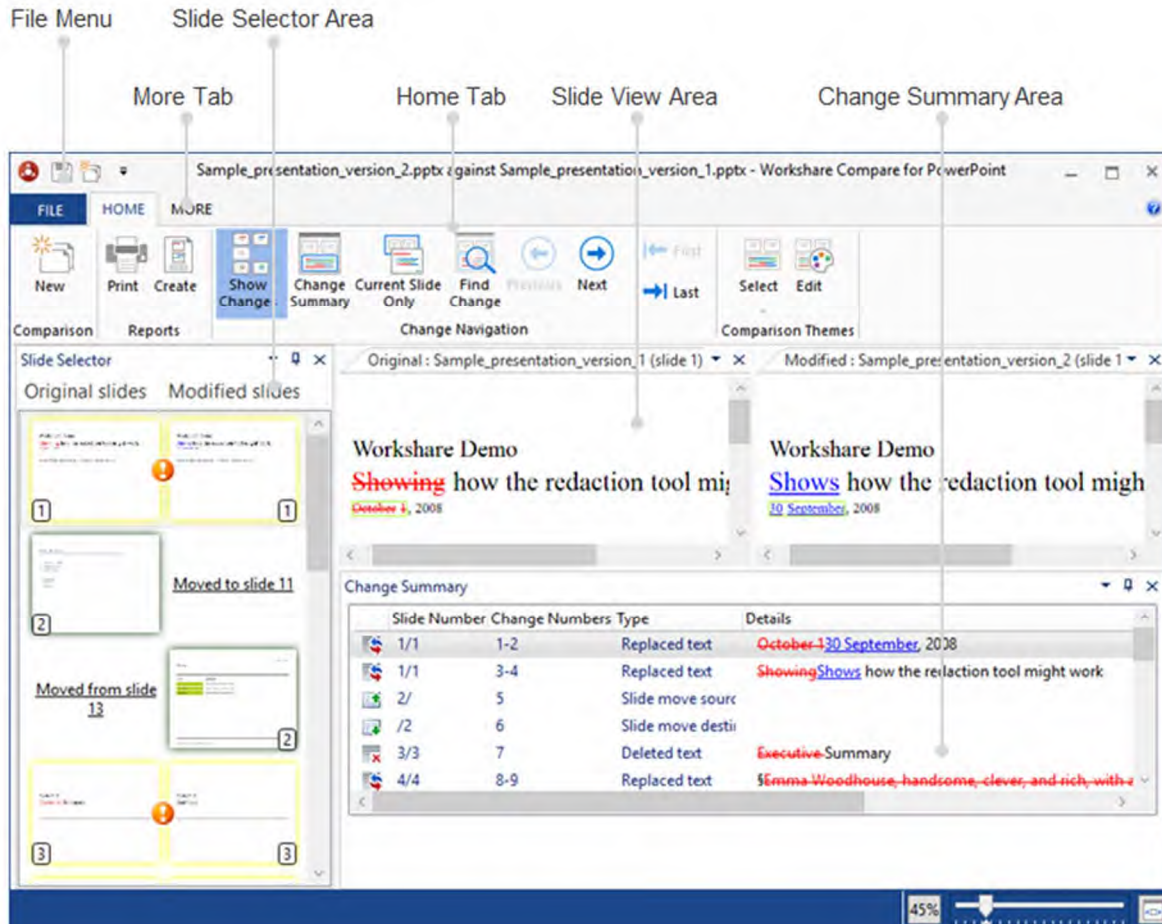 File Menu
Slide Selector Area
More Tab
Home Tab
Slide View Area
Change Summary Area
Sample_presentation_version_2.pptx against Sample_presentation_version_1.pptx - Workshare Compare for PowerPoint
FILE
HOME
MORE
New
Print
Create
Show Changes
Change Summary
Current Slide Only
Find Change
Previous
Next
First
Last
Select
Edit
Comparison
Reports
Change Navigation
Comparison Themes
Slide Selector
Original slides
Modified slides
1
1
2
Moved to slide 11
Moved from slide
13
2
3
3
Original : Sample_presentation_version_1 (slide 1)
Workshare Demo
Showing how the redaction tool mig
October 1, 2008
Modified : Sample_presentation_version_2 (slide 1
Workshare Demo
Shows how the redaction tool migh
30 September, 2008
Change Summary
Slide Number Change Numbers Type Details
1/1 1-2 Replaced text October 130 September, 2008
1/1 3-4 Replaced text ShowingShows how the redaction tool might work
2/ 5 Slide move sourc
/2 6 Slide move destin
3/3 7 Deleted text Executive Summary
4/4 8-9 Replaced text §Emma Woodhouse, handsome, clever, and rich, with a
45%